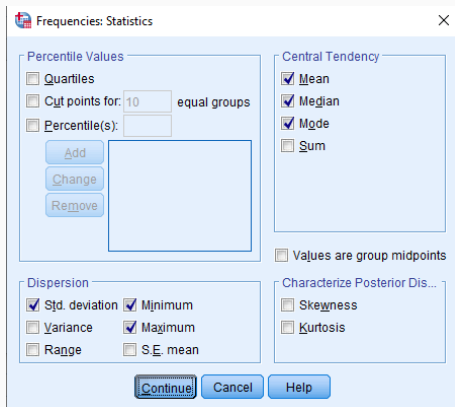 Frequencies: Statistics
Percentile Values
Quartiles
Cut points for: 10 equal groups
Percentile(s):
Add
Change
Remove
Central Tendency
Mean
Median
Mode
Sum
Values are group midpoints
Dispersion
Std. deviation Minimum
Variance Maximum
Range S.E. mean
Characterize Posterior Dis...
Skewness
Kurtosis
Continue Cancel Help